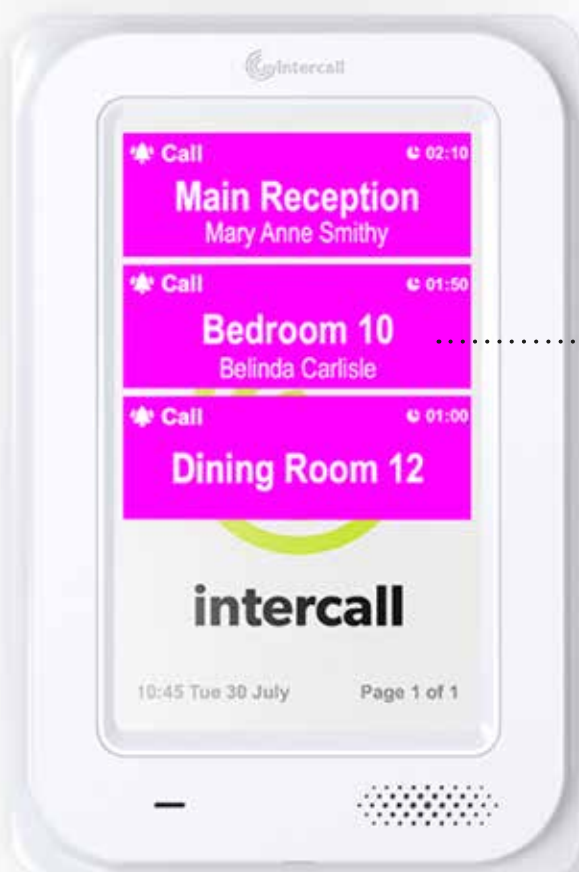 intercall
Call 02:10
Main Reception
Mary Anne Smithy
Call 01:50
Bedroom 10
Belinda Carlisle
Call 01:00
Dining Room 12
intercall
10:45 Tue 30 July Page 1 of 1